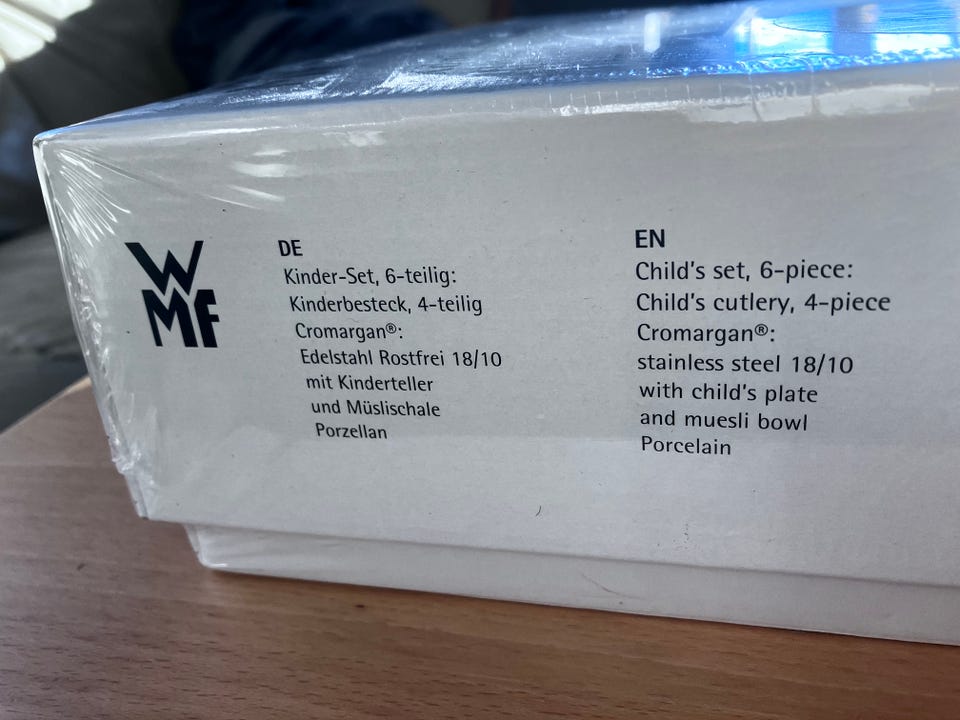 WMF
DE
Kinder-Set, 6-teilig:
Kinderbesteck, 4-teilig
Cromargan®:
Edelstahl Rostfrei 18/10
mit Kinderteller
und Müslischale
Porzellan
EN
Child's set, 6-piece:
Child's cutlery, 4-piece
Cromargan®:
stainless steel 18/10
with child's plate
and muesli bowl
Porcelain